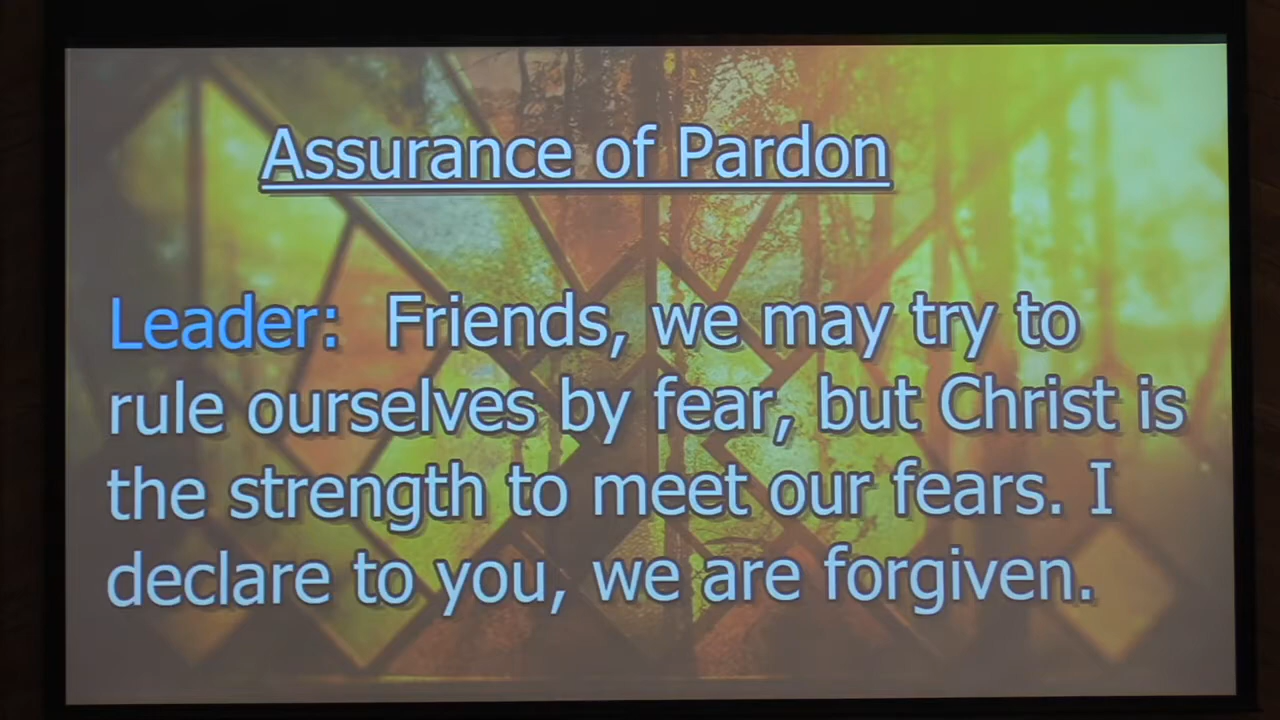 Assurance of Pardon
Leader: Friends, we may try to
rule ourselves by fear, but Christ is
the strength to meet our fears. I
declare to you, we are forgiven.